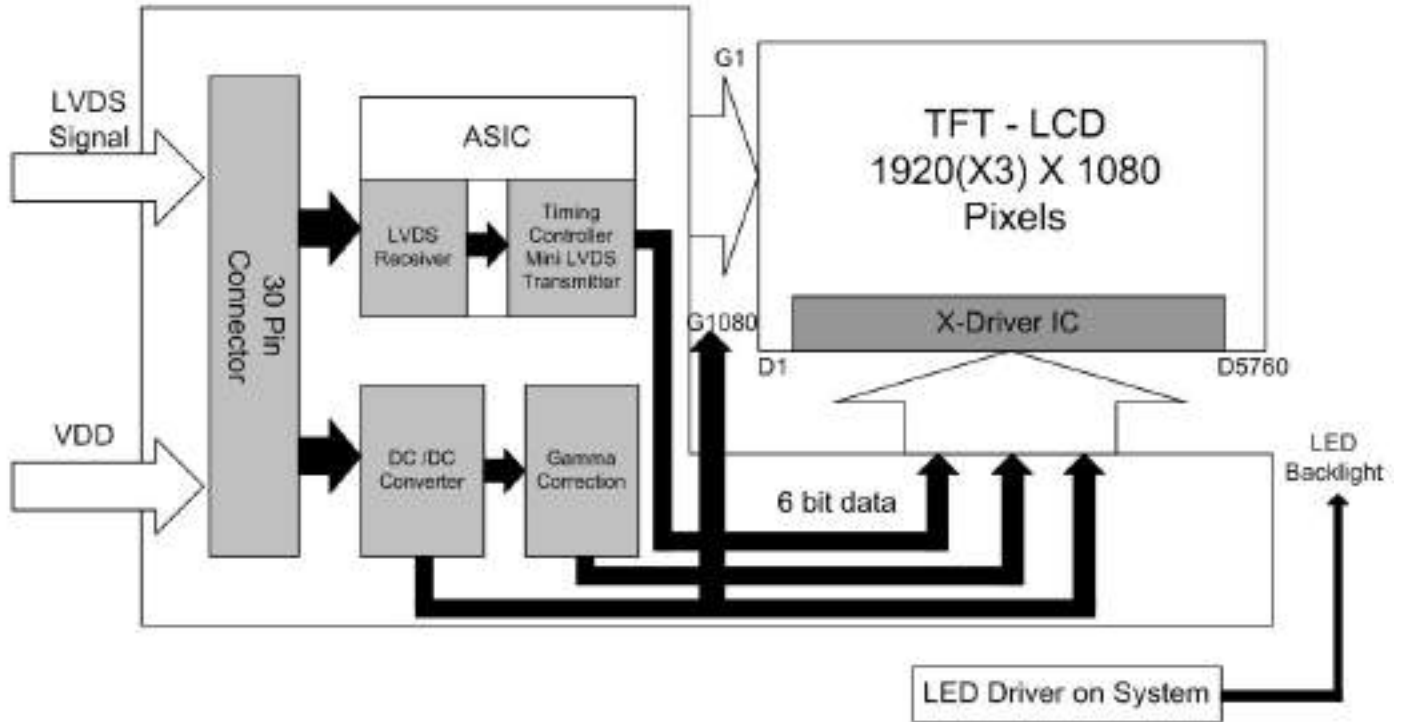 LVDS
Signal
VDD
30 Pin
Connector
ASIC
LVDS
Receiver
Timing
Controller
Mini LVDS
Transmitter
DC /DC
Converter
Gamma
Correction
G1
G1080
TFT - LCD
1920(X3) X 1080
Pixels
X-Driver IC
D1
D5760
6 bit data
LED
Backlight
LED Driver on System